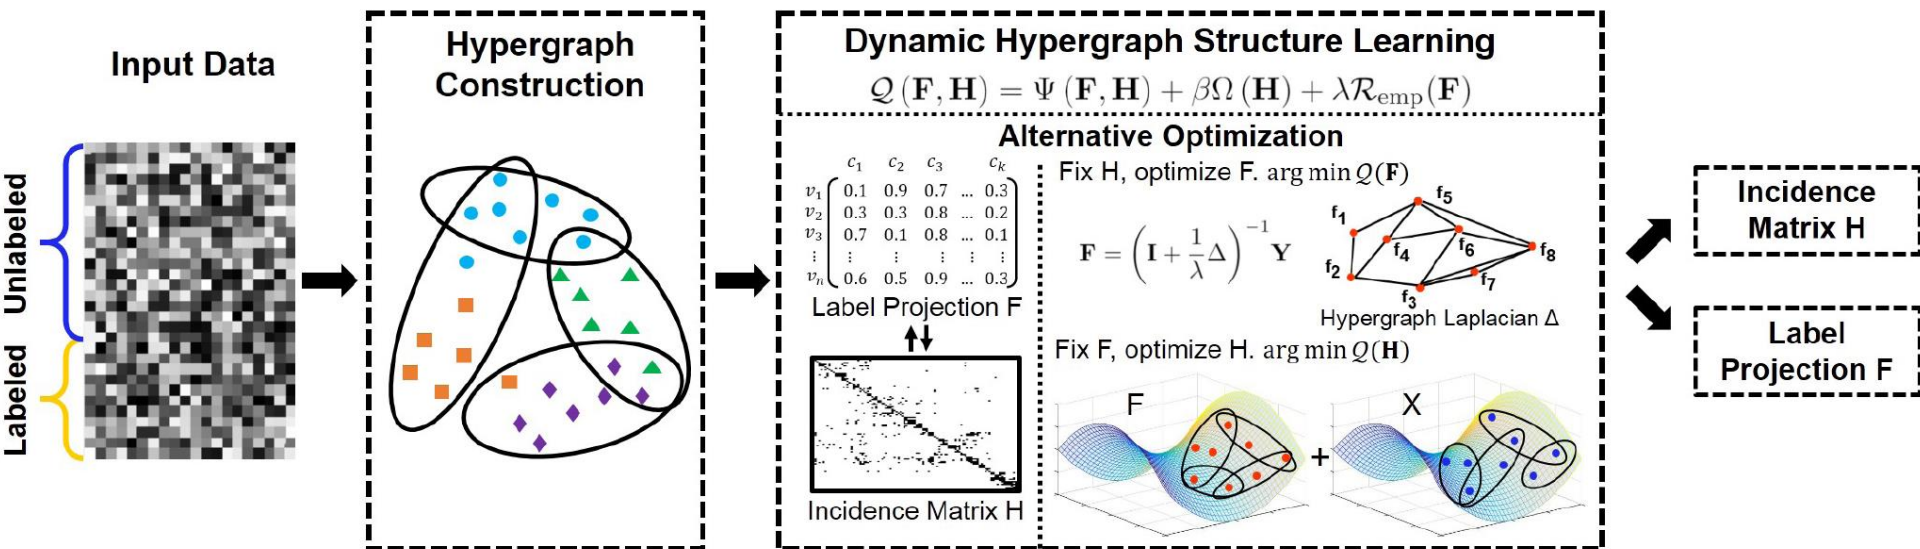 Input Data
Unlabeled
Labeled
Hypergraph
Construction
Dynamic Hypergraph Structure Learning
𝒬 (F, H) = Ψ (F, H) + βΩ (H) + λℛ_emp(F)
Alternative Optimization
c₁ c₂ c₃ c_k
v₁ 0.1 0.9 0.7 ... 0.3
v₂ 0.3 0.3 0.8 ... 0.2
v₃ 0.7 0.1 0.8 ... 0.1
⋮ ⋮ ⋮ ⋮ ⋮ ⋮
v_n 0.6 0.5 0.9 ... 0.3
Label Projection F
Incidence Matrix H
Fix H, optimize F. arg min 𝒬(F)
F = (I + 1/λ Δ)⁻¹ Y
f₁
f₂
f₃
f₄
f₅
f₆
f₇
f₈
Hypergraph Laplacian Δ
Fix F, optimize H. arg min 𝒬(H)
F
+
X
Incidence
Matrix H
Label
Projection F